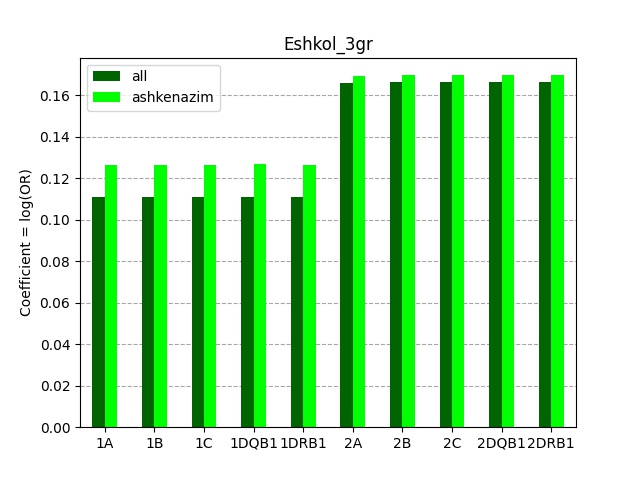 Eshkol_3gr
all
ashkenazim
Coefficient = log(OR)
0.16
0.14
0.12
0.10
0.08
0.06
0.04
0.02
0.00
1A 1B 1C 1DQB1 1DRB1 2A 2B 2C 2DQB1 2DRB1